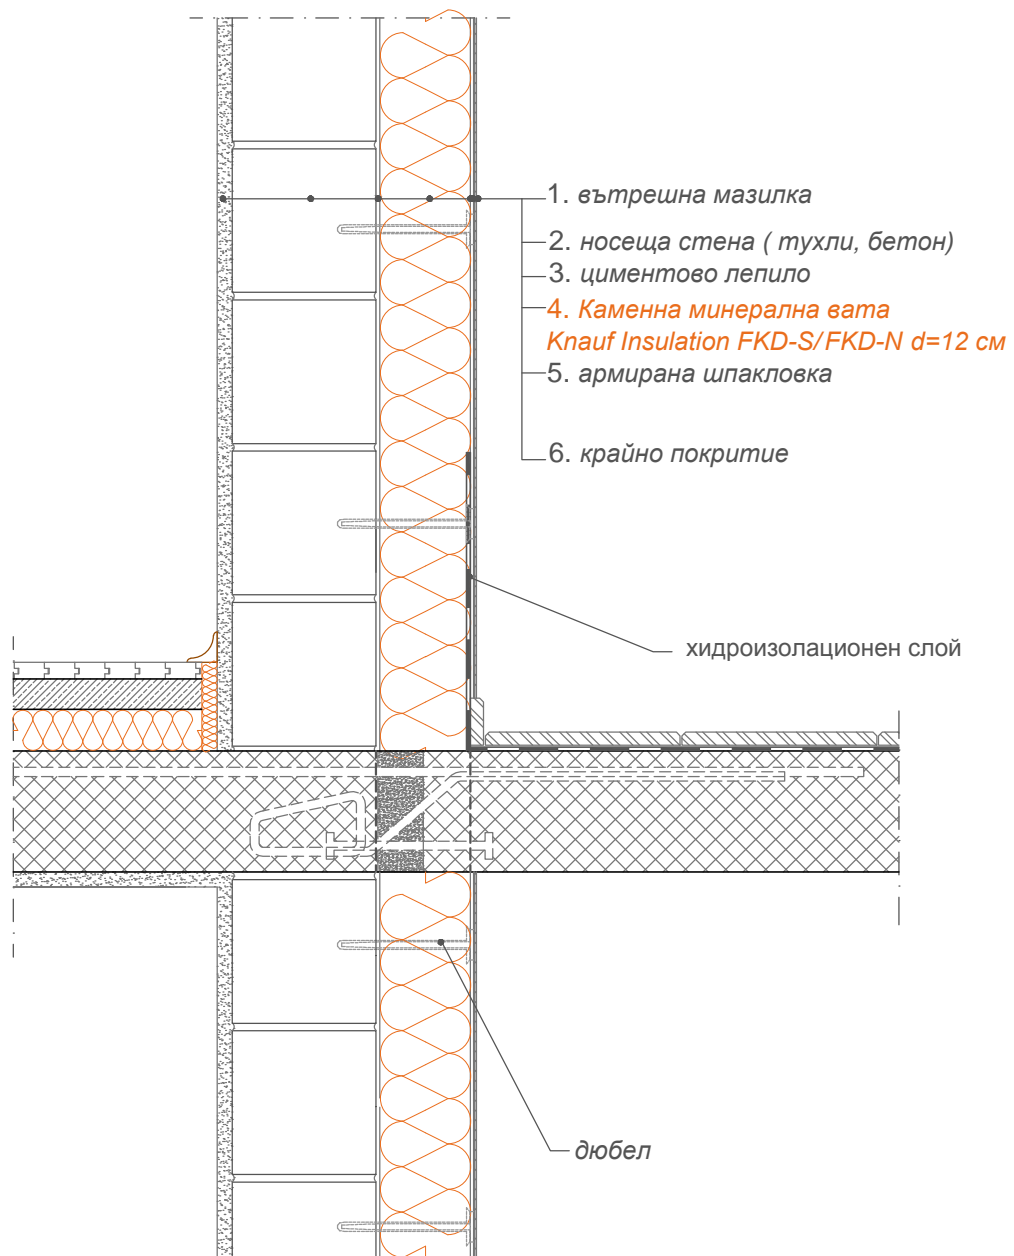 1. вътрешна мазилка
2. носеща стена ( тухли, бетон)
3. циментово лепило
4. Каменна минерална вата
Knauf Insulation FKD-S/FKD-N d=12 см
5. армирана шпакловка
6. крайно покритие
хидроизолационен слой
дюбел